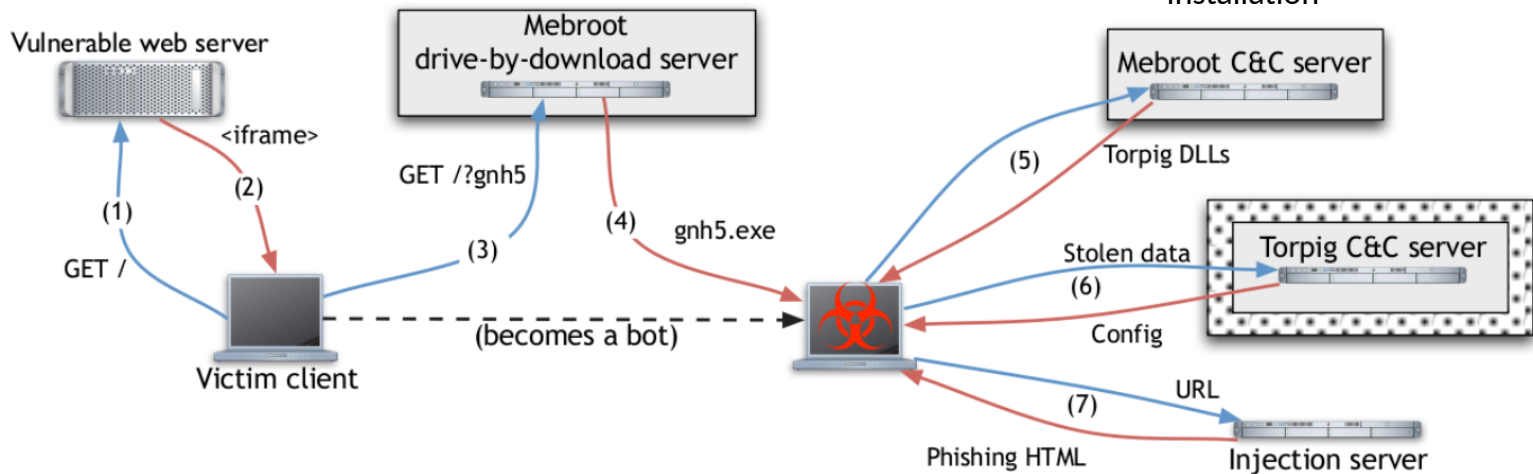 installation
Vulnerable web server
Mebroot
drive-by-download server
Mebroot C&C server
<iframe>
GET /?gnh5
Torpig DLLs
(1)
(2)
(3)
(4)
(5)
gnh5.exe
GET /
Stolen data
Torpig C&C server
(6)
Config
(becomes a bot)
Victim client
URL
(7)
Phishing HTML
Injection server